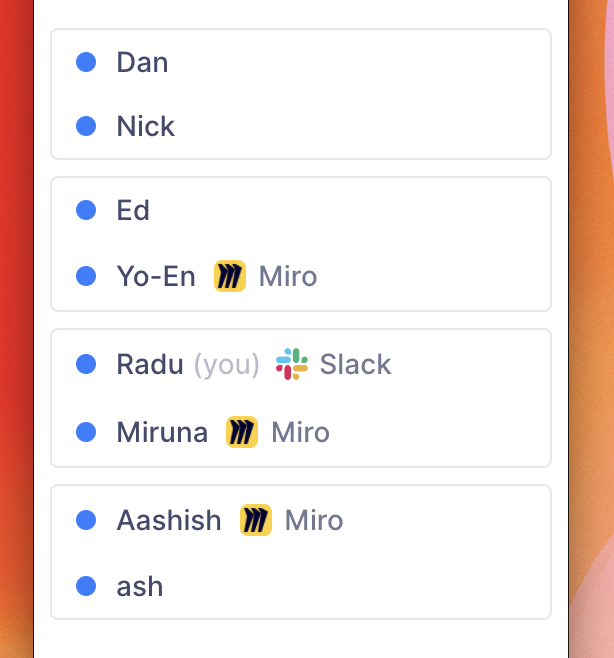 Dan
Nick
Ed
Yo-En Miro
Radu (you) Slack
Miruna Miro
Aashish Miro
ash